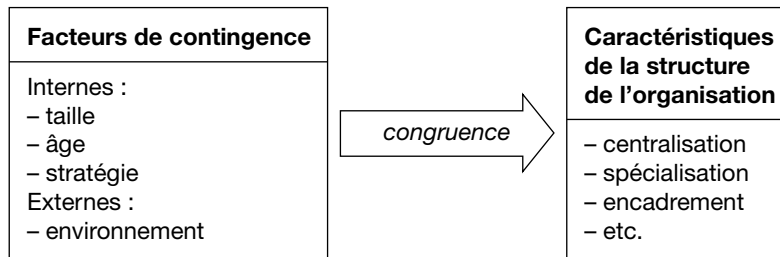 Facteurs de contingence
Internes :
– taille
– âge
– stratégie
Externes :
– environnement
congruence
Caractéristiques
de la structure
de l’organisation
– centralisation
– spécialisation
– encadrement
– etc.